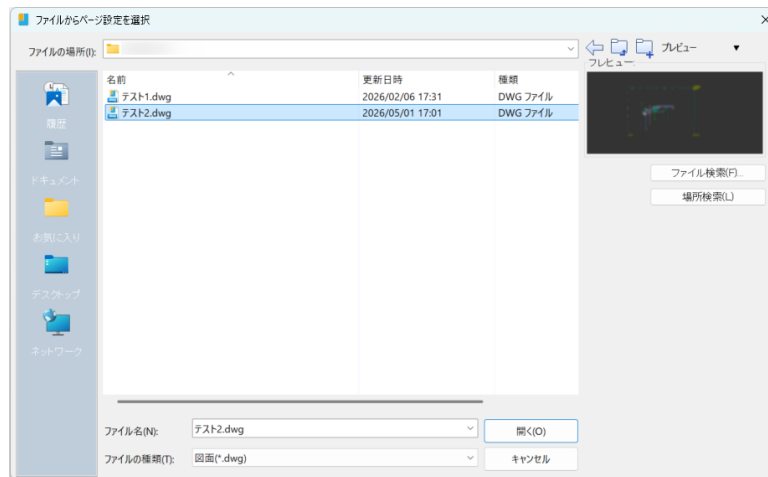 ファイルからページ設定を選択
ファイルの場所(I):
プレビュー
プレビュー:
名前 更新日時 種類
テスト1.dwg 2026/02/06 17:31 DWG ファイル
テスト2.dwg 2026/05/01 17:01 DWG ファイル
履歴
ドキュメント
お気に入り
デスクトップ
ネットワーク
ファイル検索(F)...
場所検索(L)
ファイル名(N): テスト2.dwg 開く(O)
ファイルの種類(T): 図面(*.dwg) キャンセル